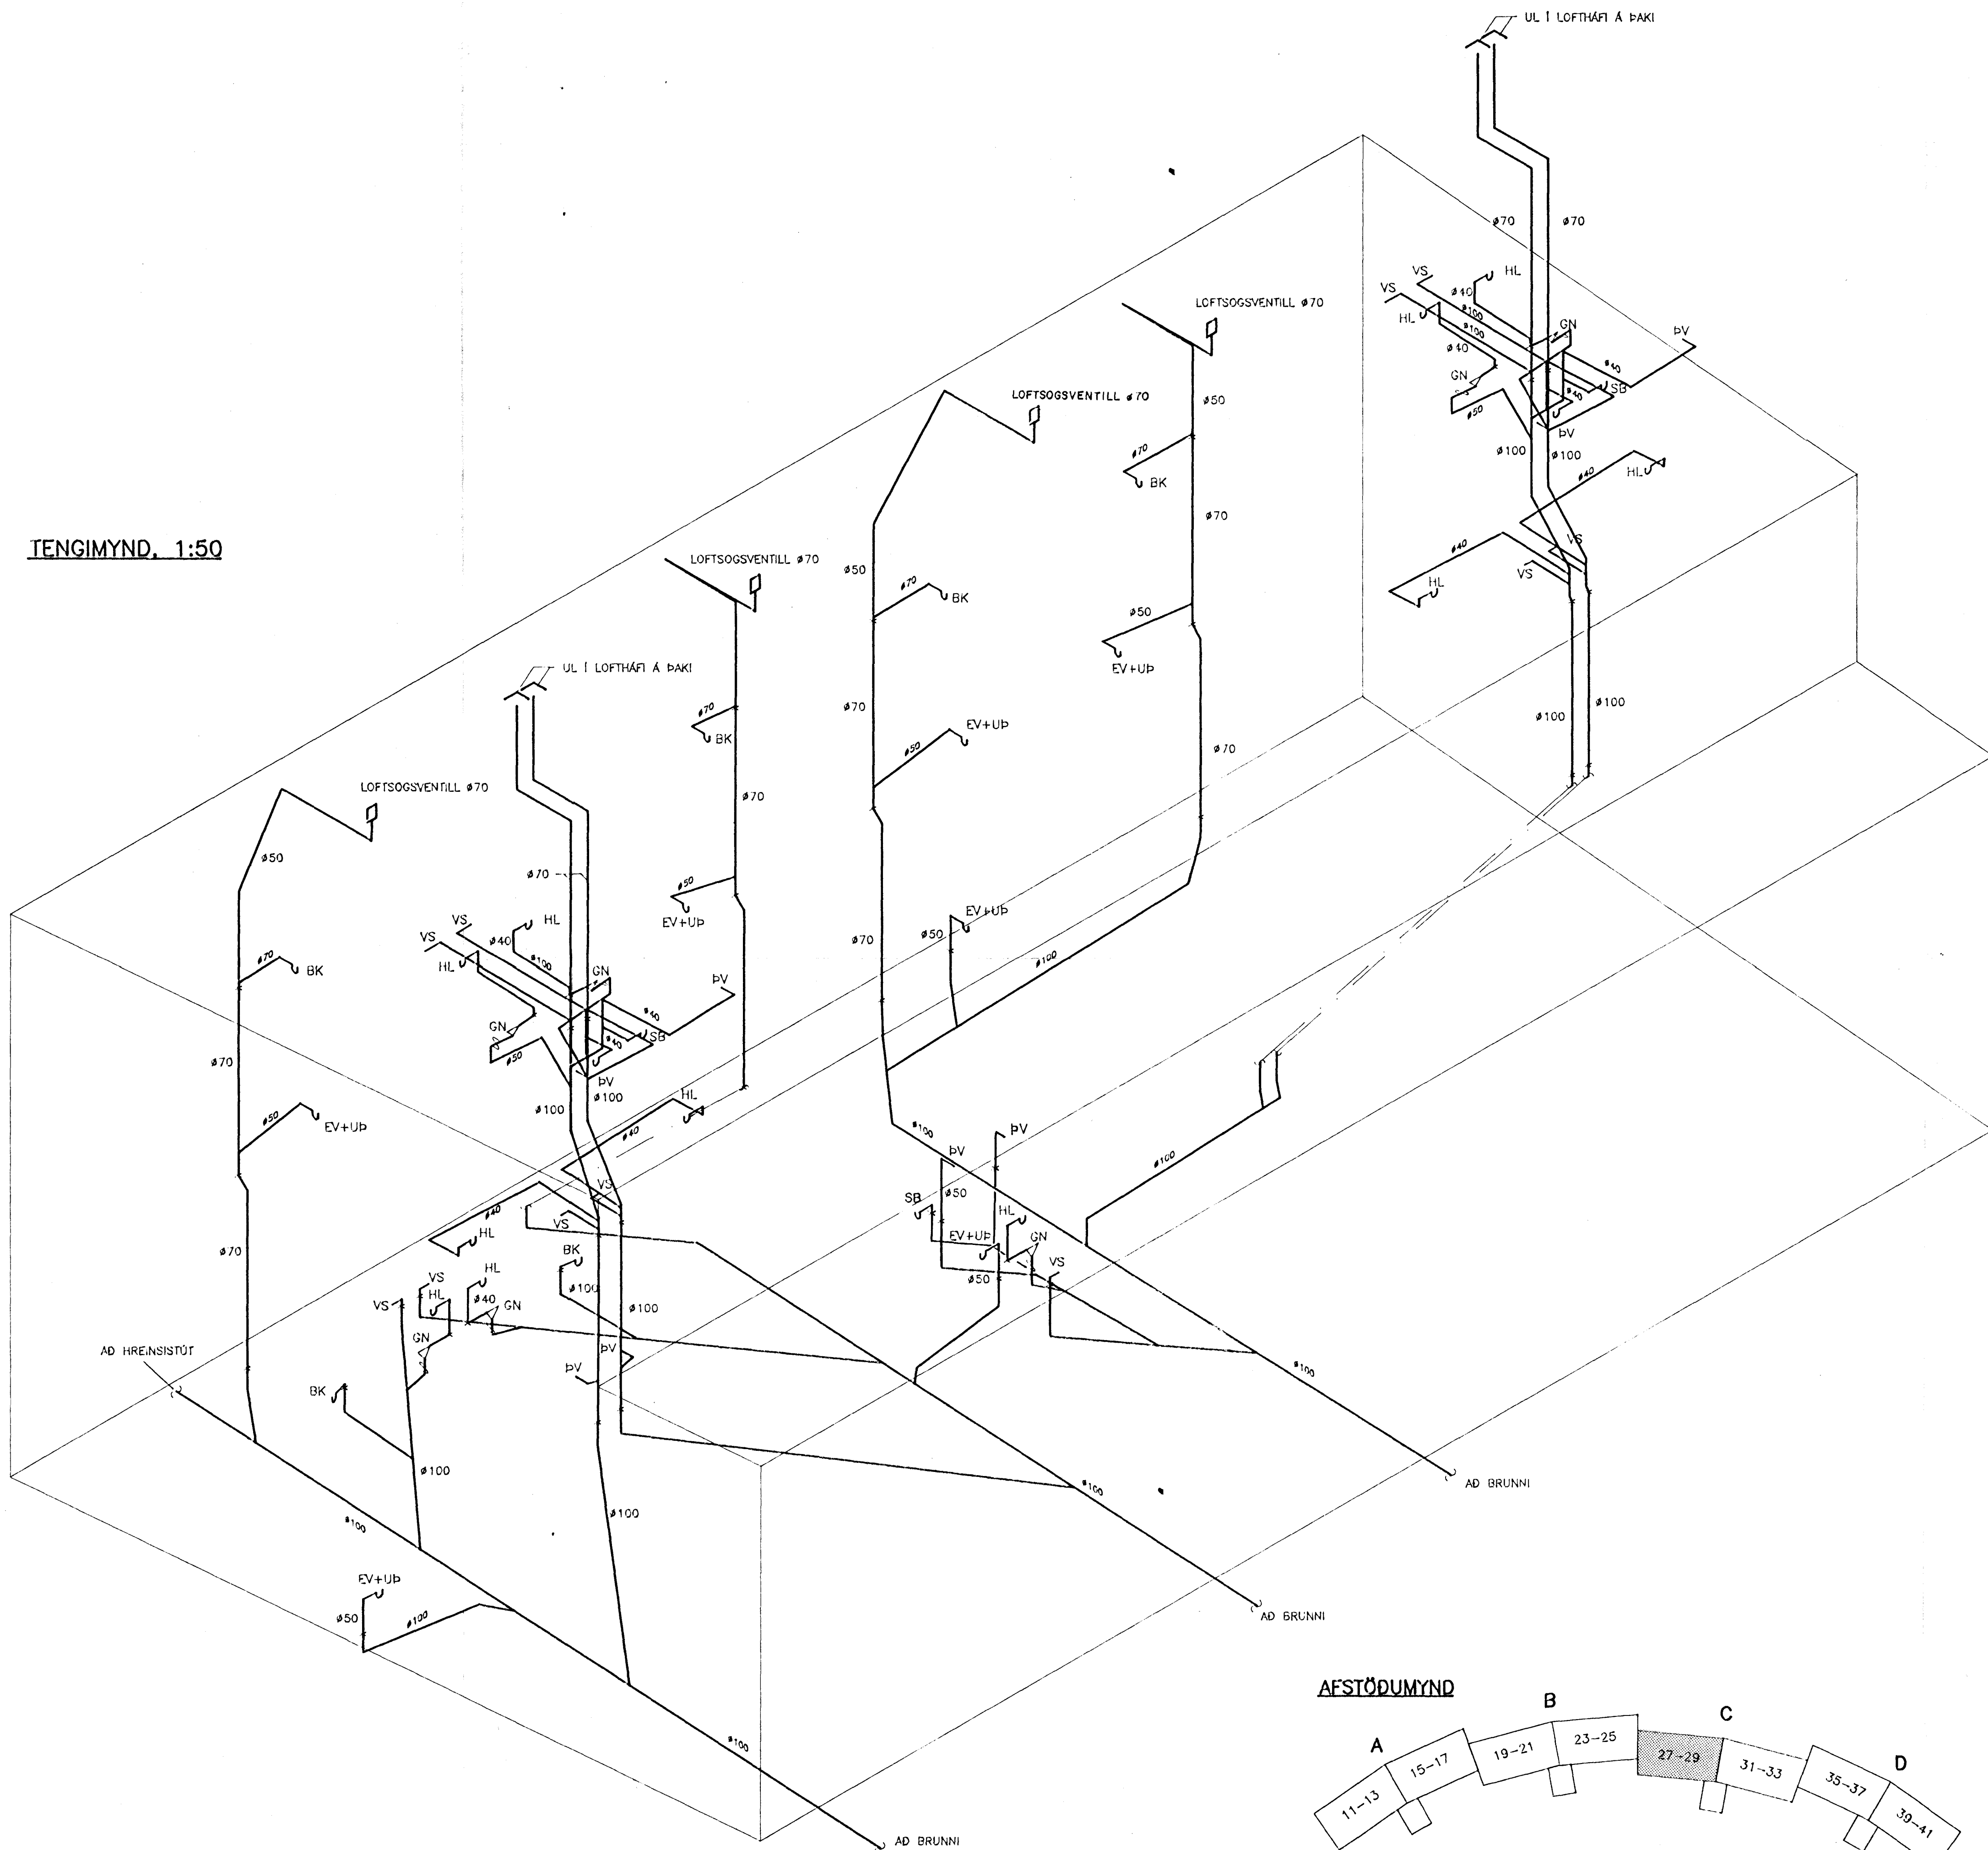 UL Í LOFTHÁFI Á ÞAKI
ø70
ø70
VS
HL
VS
ø40
ø100
HL
ø100
GN
ÞV
ø40
ø40
GN
SB
ø40
ø50
ÞV
ø100
ø100
ø40
HL
VS
ø40
VS
HL
ø100
ø100
LOFTSOGSVENTILL ø70
ø50
ø70
BK
ø70
ø50
EV+UÞ
ø70
LOFTSOGSVENTILL ø70
ø50
ø70
BK
ø70
EV+UÞ
ø50
ø70
EV+UÞ
ø50
ø100
TENGIMYND, 1:50
LOFTSOGSVENTILL ø70
ø70
BK
ø70
ø50
EV+UÞ
UL Í LOFTHÁFI Á ÞAKI
LOFTSOGSVENTILL ø70
ø50
ø70
BK
ø70
ø50
EV+UÞ
ø70
ø70
VS
HL
VS
ø40
HL
ø100
GN
ÞV
ø40
GN
SB
ø40
ø50
ÞV
ø100
ø100
HL
ø40
VS
ø40
VS
HL
BK
VS
HL
ø100
VS
HL
ø40
GN
ø100
GN
ÞV
ÞV
AÐ HREINSISTÚT
BK
ø100
ø100
ø100
EV+UÞ
ø50
ø100
ø100
AÐ BRUNNI
ø100
ÞV
ÞV
ø100
SB
ø50
HL
EV+UÞ
GN
ø50
VS
ø100
AÐ BRUNNI
ø100
AÐ BRUNNI
AFSTÖÐUMYND
A
B
C
D
11-13
15-17
19-21
23-25
27-29
31-33
35-37
39-41